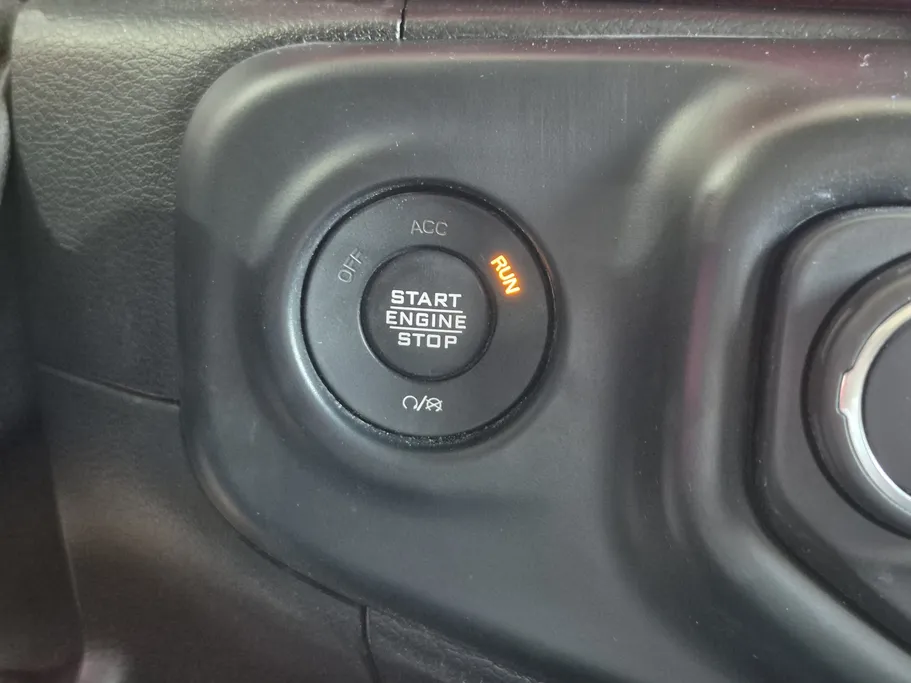 OFF
ACC
RUN
START
ENGINE
STOP